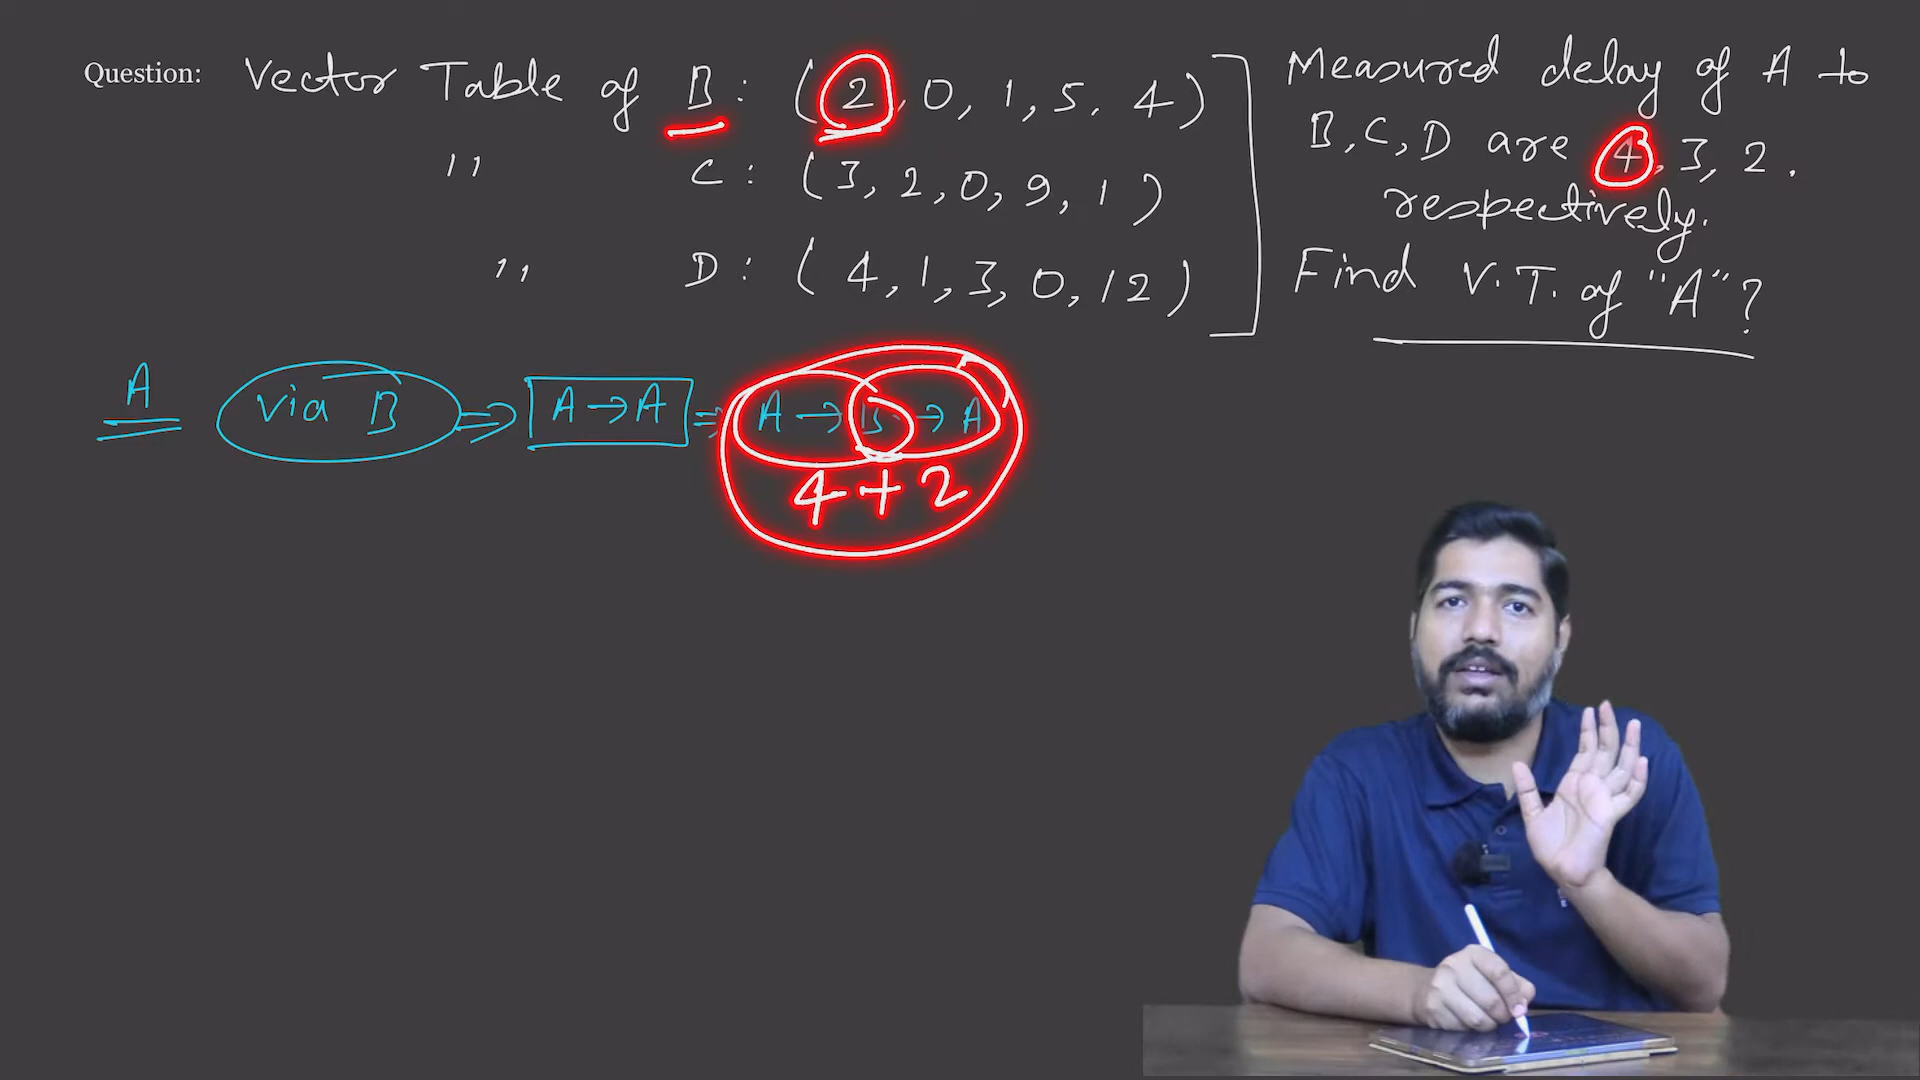 Question: Vector Table of B: (2, 0, 1, 5, 4)
'' C: (3, 2, 0, 9, 1)
'' D: (4, 1, 3, 0, 12)
Measured delay of A to
B, C, D are 4, 3, 2.
respectively.
Find V.T. of "A"?
A via B ⇒ A → A ⇒ A → B → A
4 + 2